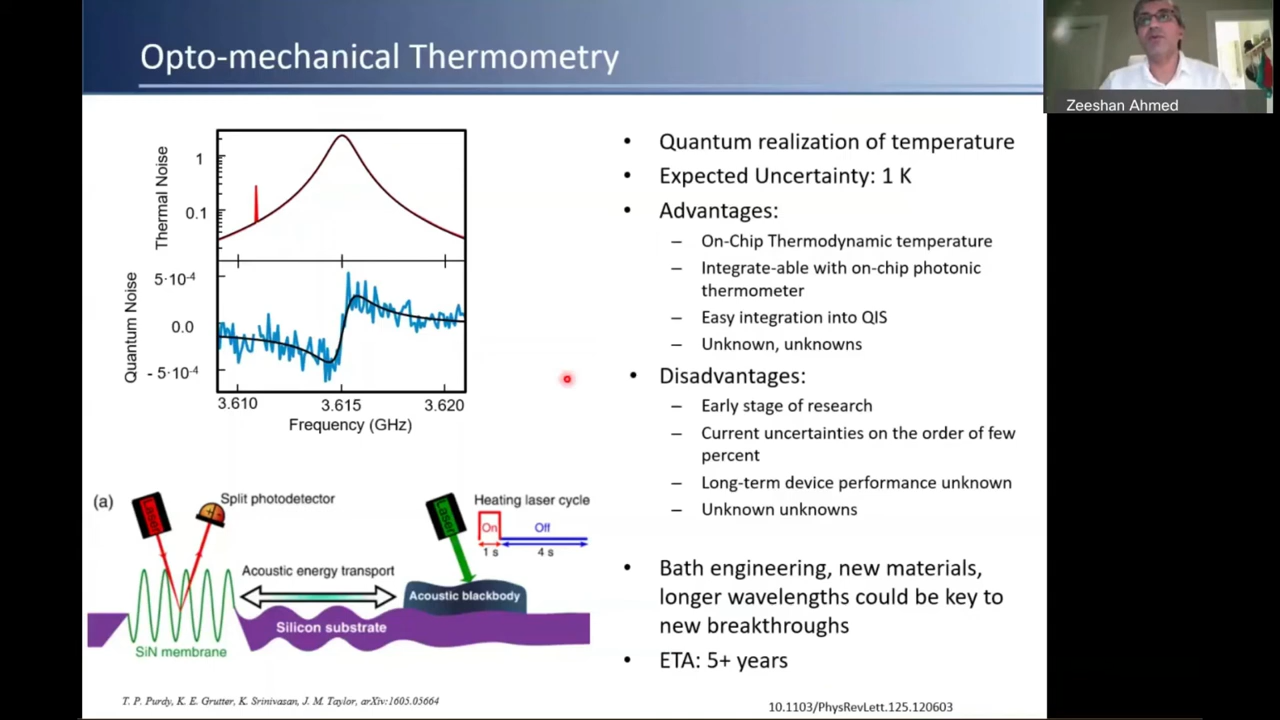 Opto-mechanical Thermometry
Zeeshan Ahmed
Thermal Noise
1
0.1
Quantum Noise
5·10-4
0.0
- 5·10-4
3.610
3.615
3.620
Frequency (GHz)
(a)
Laser
Split photodetector
Laser
Heating laser cycle
On
Off
1 s
4 s
Acoustic energy transport
Acoustic blackbody
Silicon substrate
SiN membrane
T. P. Purdy, K. E. Grutter, K. Srinivasan, J. M. Taylor, arXiv:1605.05664
• Quantum realization of temperature
• Expected Uncertainty: 1 K
• Advantages:
– On-Chip Thermodynamic temperature
– Integrate-able with on-chip photonic
thermometer
– Easy integration into QIS
– Unknown, unknowns
• Disadvantages:
– Early stage of research
– Current uncertainties on the order of few
percent
– Long-term device performance unknown
– Unknown unknowns
• Bath engineering, new materials,
longer wavelengths could be key to
new breakthroughs
• ETA: 5+ years
10.1103/PhysRevLett.125.120603